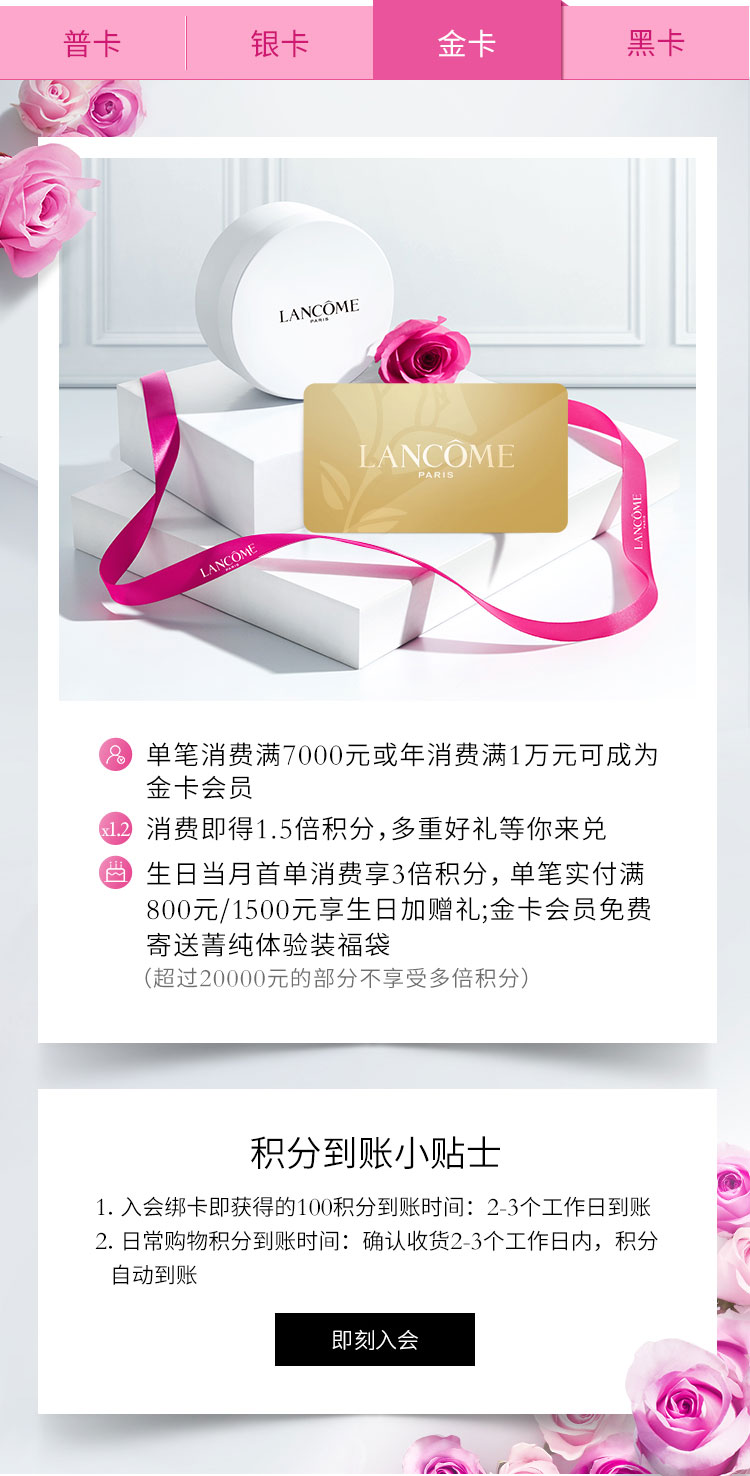 普卡
银卡
金卡
黑卡
LANCÔME
PARIS
LANCÔME
PARIS
LANCÔME
PARIS
LANCÔME
PARIS
单笔消费满7000元或年消费满1万元可成为
金卡会员
x1.2
消费即得1.5倍积分，多重好礼等你来兑
生日当月首单消费享3倍积分，单笔实付满
800元/1500元享生日加赠礼;金卡会员免费
寄送菁纯体验装福袋
（超过20000元的部分不享受多倍积分）
积分到账小贴士
1. 入会绑卡即获得的100积分到账时间：2-3个工作日到账
2. 日常购物积分到账时间：确认收货2-3个工作日内，积分
自动到账
即刻入会